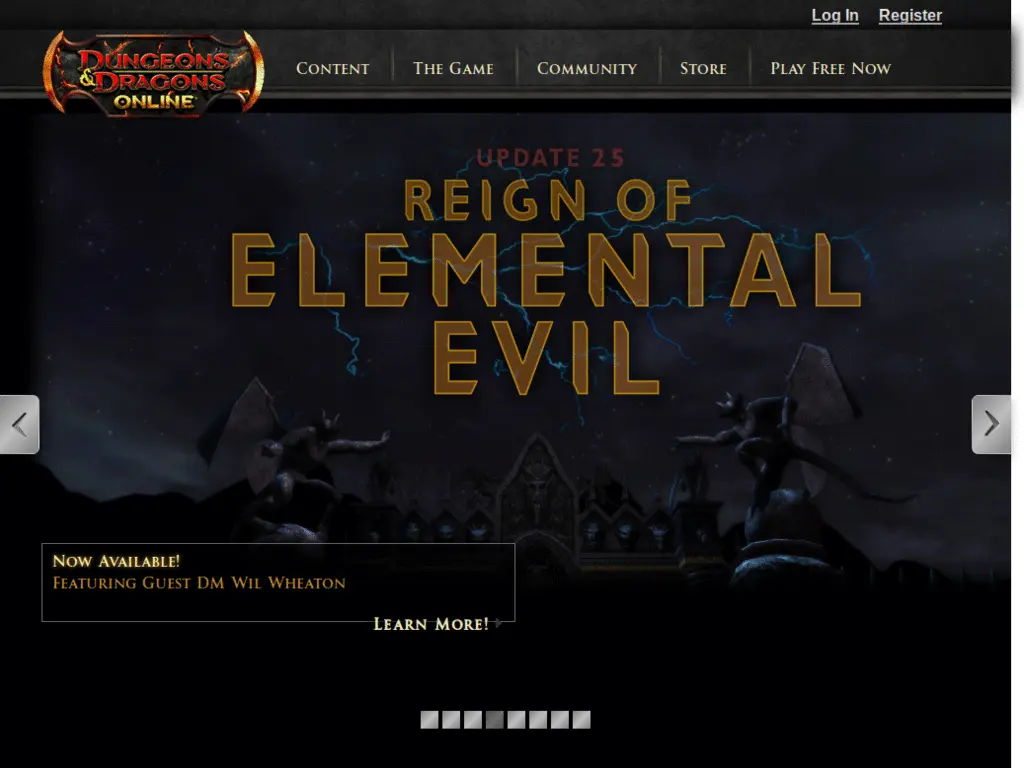 Log In Register
DUNGEONS
& DRAGONS
ONLINE
Content The Game Community Store Play Free Now
UPDATE 25
REIGN OF
ELEMENTAL
EVIL
Now Available!
Featuring Guest DM Wil Wheaton
Learn More!